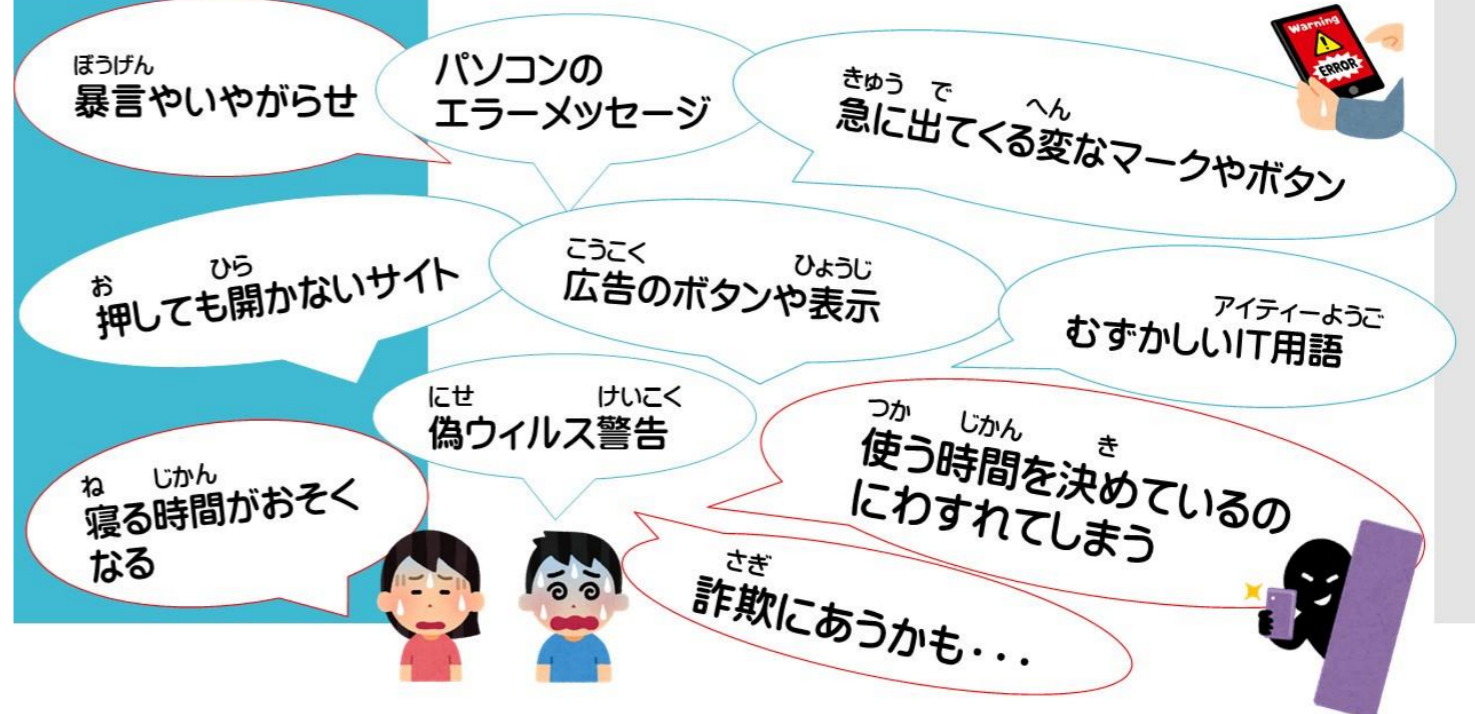 ぼうげん
暴言やいやがらせ
パソコンの
エラーメッセージ
きゅう で へん
急に出てくる変なマークやボタン
Warning
ERROR
お ひら
押しても開かないサイト
こうこく ひょうじ
広告のボタンや表示
アイティーようご
むずかしいIT用語
にせ けいこく
偽ウィルス警告
つか じかん き
使う時間を決めているの
にわすれてしまう
ね じかん
寝る時間がおそく
なる
さぎ
詐欺にあうかも・・・